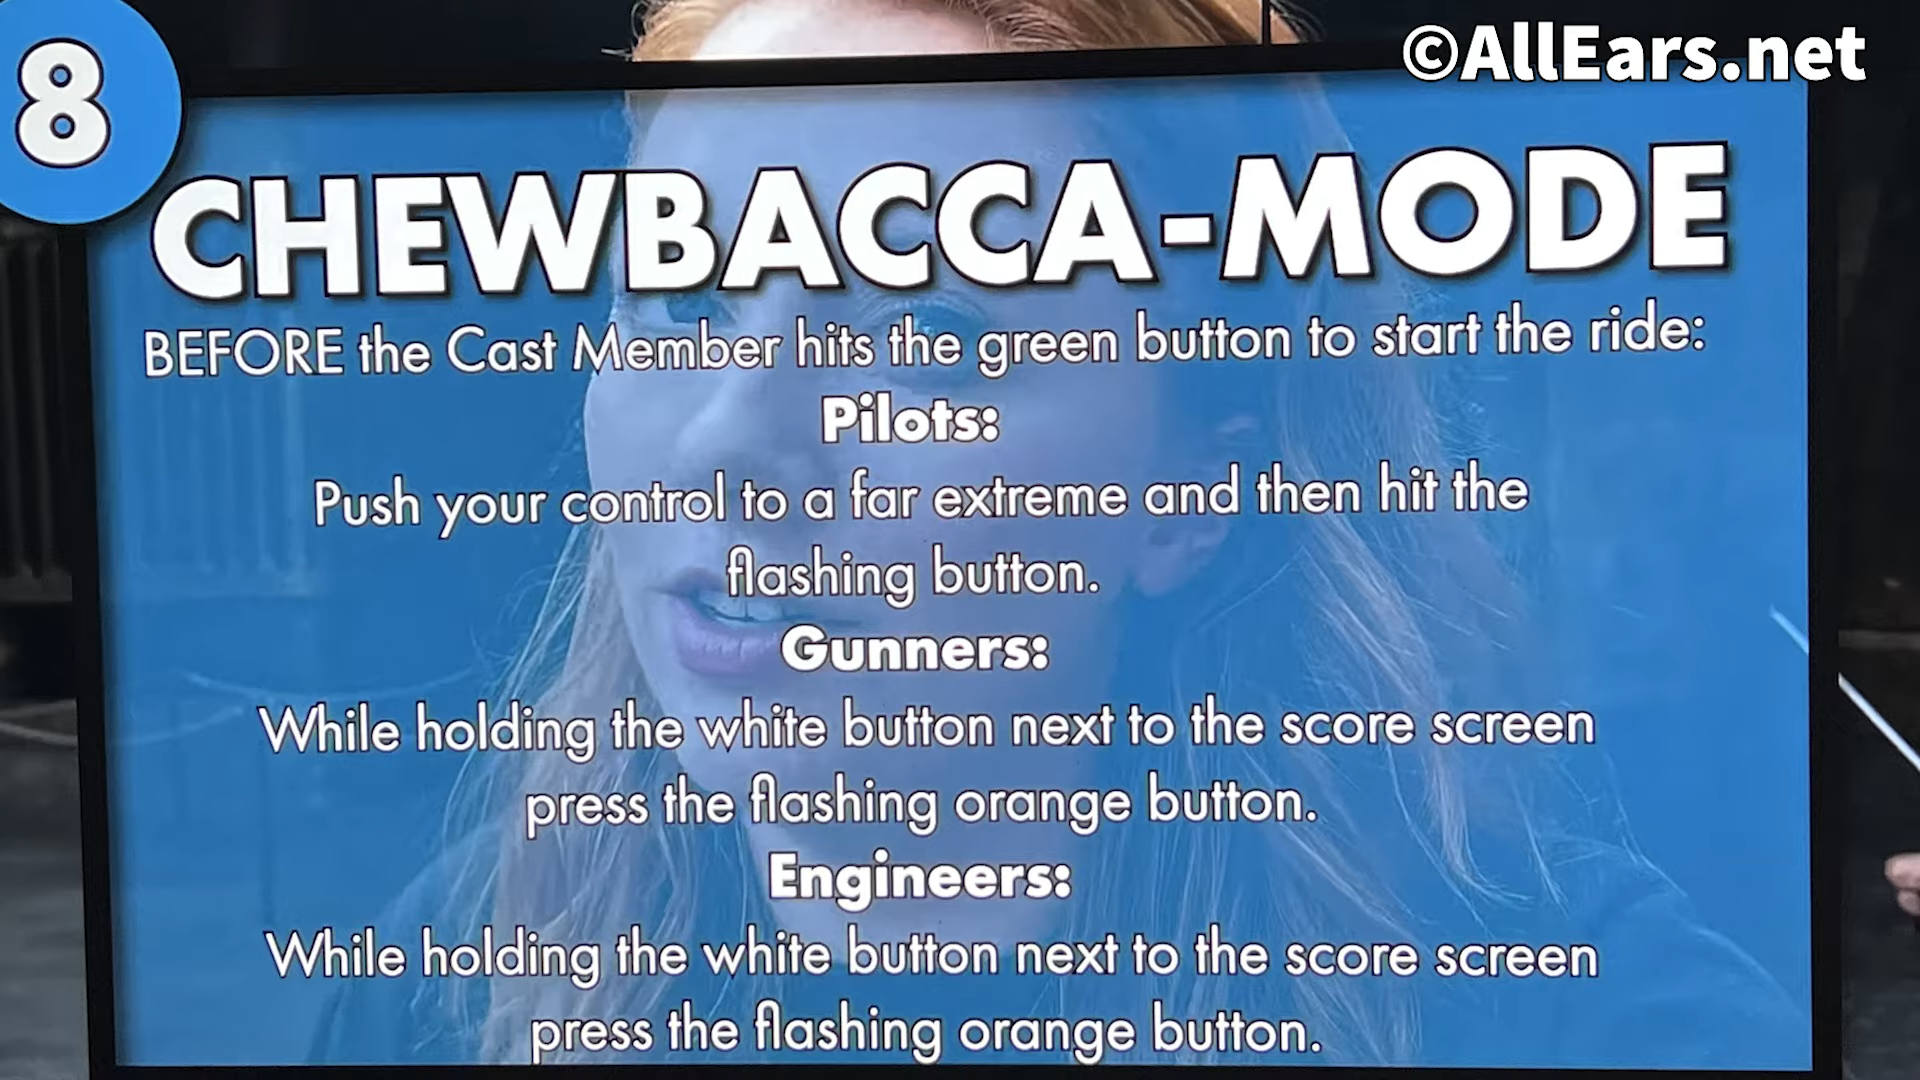 8
©AllEars.net
CHEWBACCA-MODE
BEFORE the Cast Member hits the green button to start the ride:
Pilots:
Push your control to a far extreme and then hit the
flashing button.
Gunners:
While holding the white button next to the score screen
press the flashing orange button.
Engineers:
While holding the white button next to the score screen
press the flashing orange button.